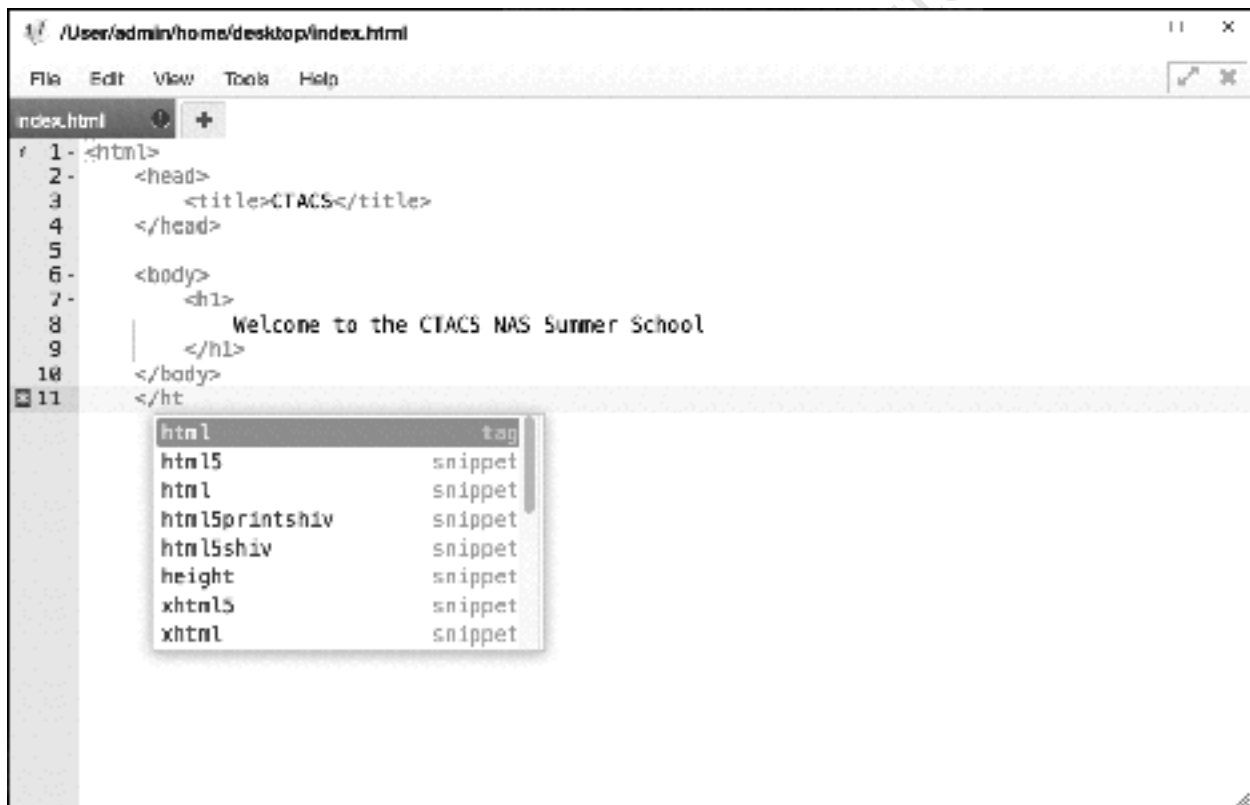 /User/admin/home/desktop/index.html
File Edit View Tools Help
index.html
1 <html>
2 <head>
3 <title>CTACS</title>
4 </head>
5
6 <body>
7 <h1>
8 Welcome to the CTACS NAS Summer School
9 </h1>
10 </body>
11 </ht
html tag
html5 snippet
html snippet
html5printshiv snippet
html5shiv snippet
height snippet
xhtml5 snippet
xhtml snippet